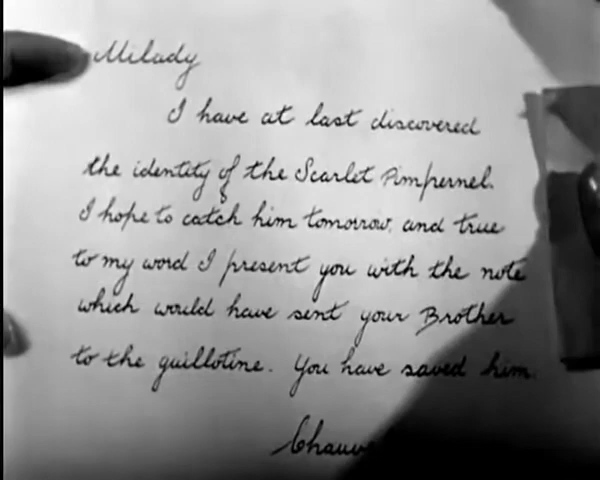 Milady
I have at last discovered
the identity of the Scarlet Pimpernel.
I hope to catch him tomorrow, and true
to my word I present you with the note
which would have sent your Brother
to the guillotine. You have saved him.